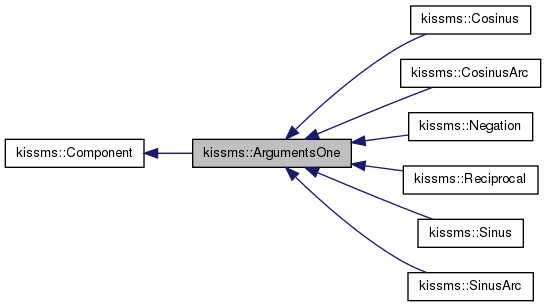 kissms::Cosinus
kissms::CosinusArc
kissms::Negation
kissms::Component
kissms::ArgumentsOne
kissms::Reciprocal
kissms::Sinus
kissms::SinusArc